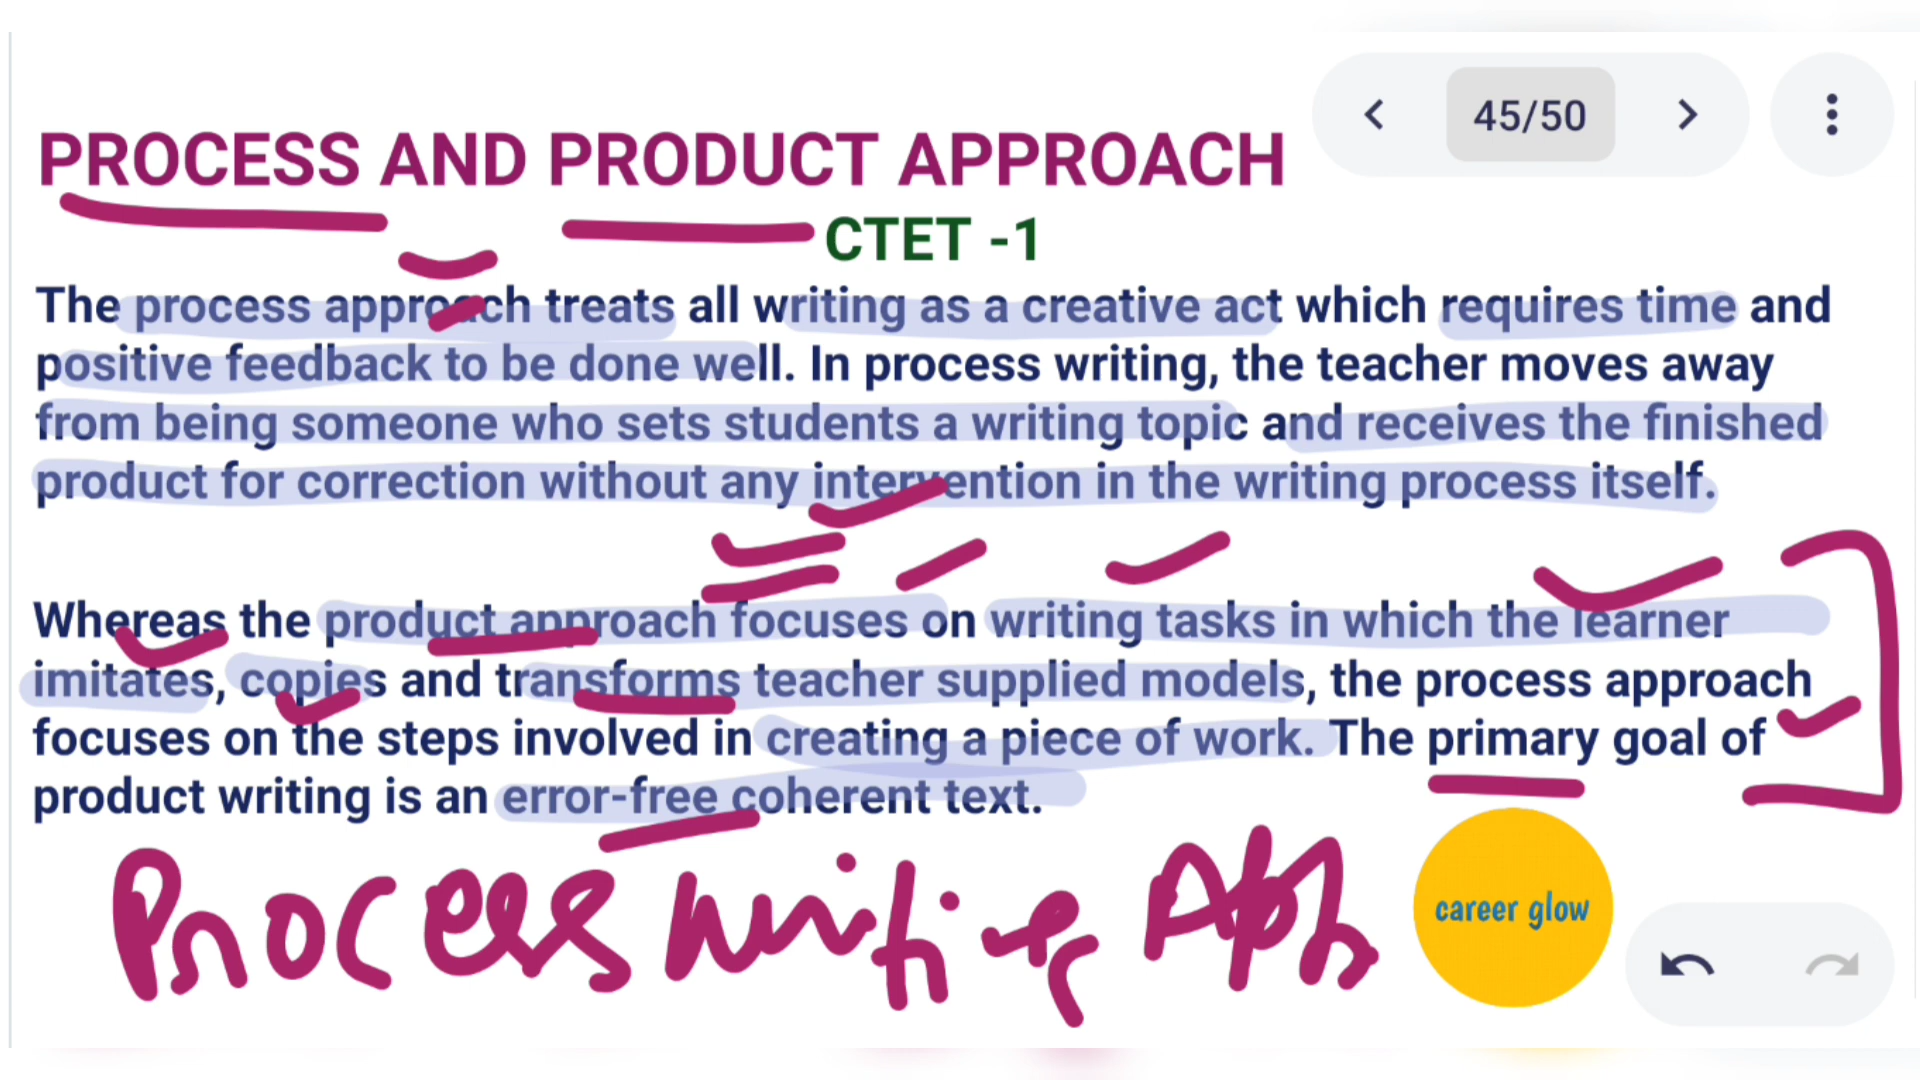 45/50
PROCESS AND PRODUCT APPROACH
CTET -1
The process approach treats all writing as a creative act which requires time and
positive feedback to be done well. In process writing, the teacher moves away
from being someone who sets students a writing topic and receives the finished
product for correction without any intervention in the writing process itself.
Whereas the product approach focuses on writing tasks in which the learner
imitates, copies and transforms teacher supplied models, the process approach
focuses on the steps involved in creating a piece of work. The primary goal of
product writing is an error-free coherent text.
Process writing
career glow